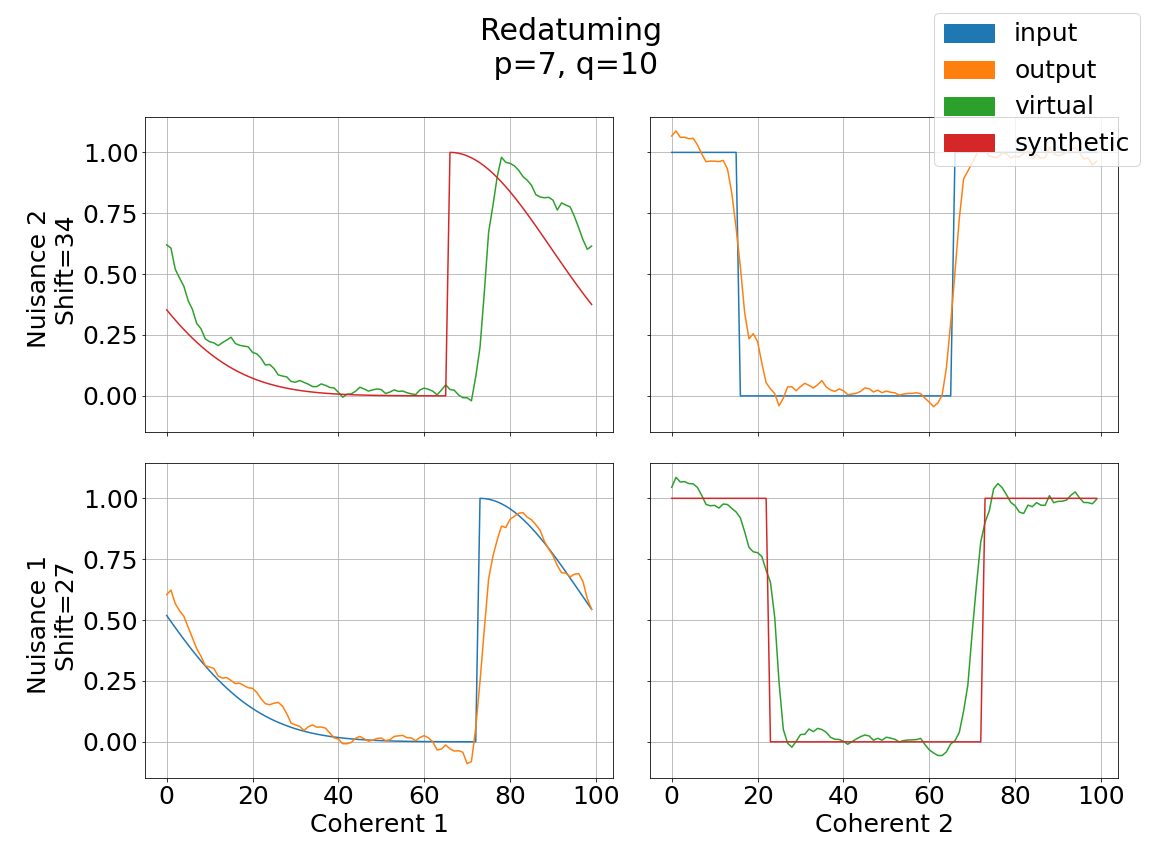 Redatuming
p=7, q=10
input
output
virtual
synthetic
Nuisance 2
Shift=34
1.00
0.75
0.50
0.25
0.00
Nuisance 1
Shift=27
1.00
0.75
0.50
0.25
0.00
0 20 40 60 80 100
0 20 40 60 80 100
Coherent 1
Coherent 2